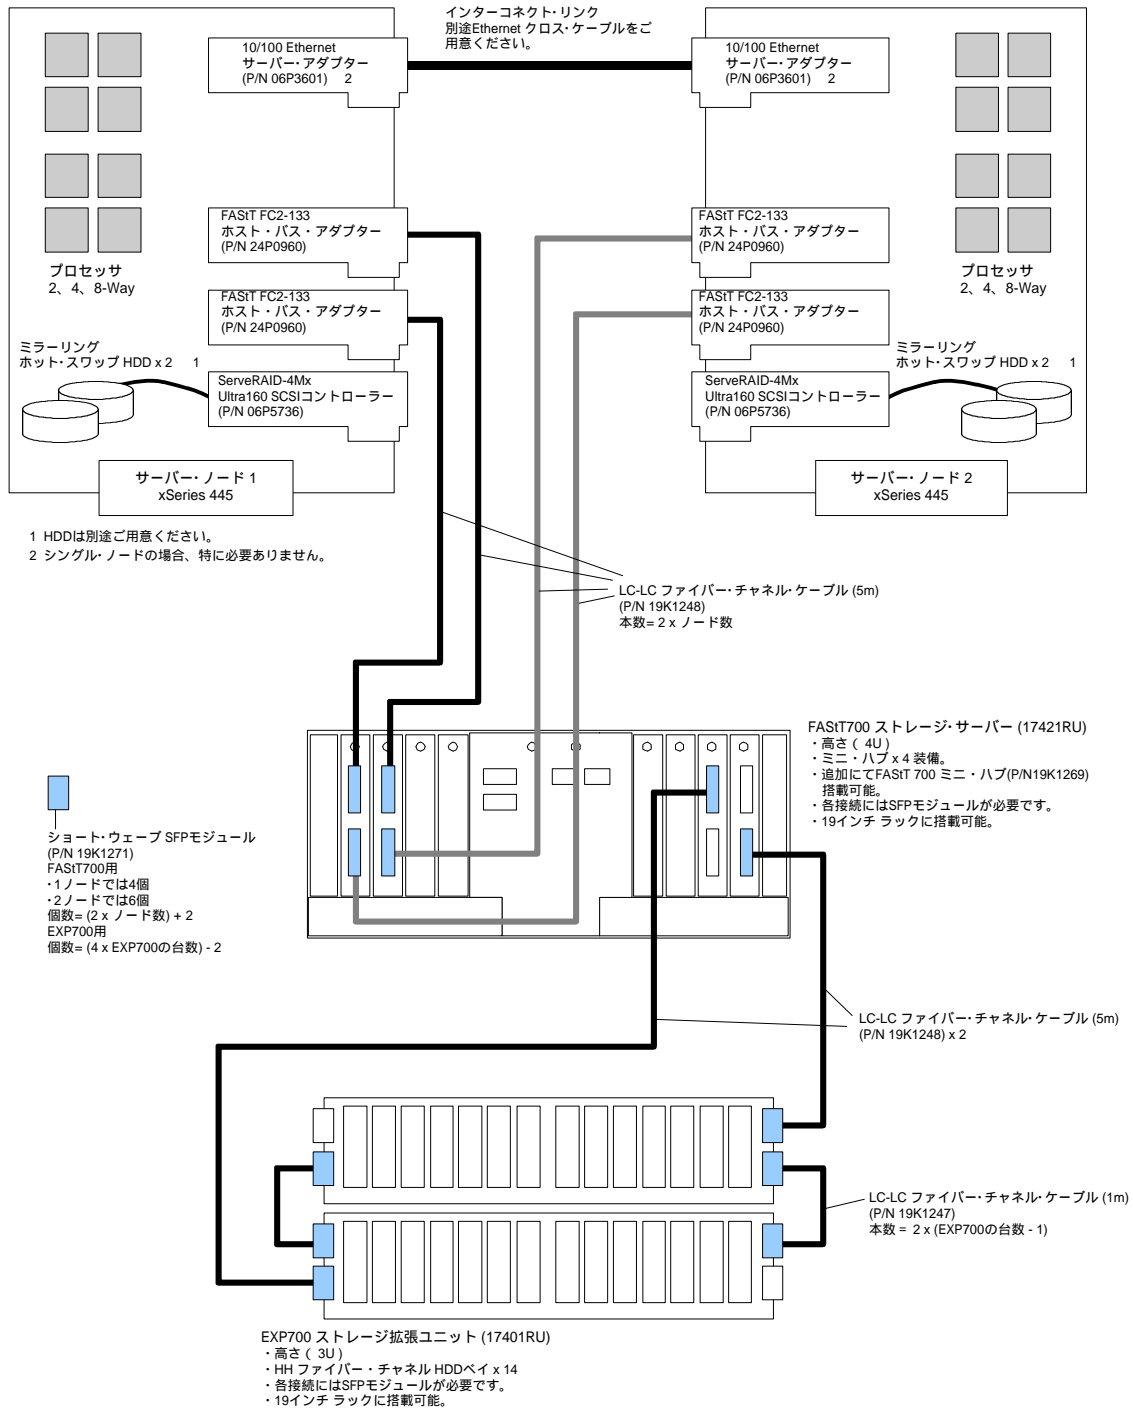 インターコネクト・リンク
別途Ethernet クロス・ケーブルをご
用意ください。
10/100 Ethernet
サーバー・アダプター
(P/N 06P3601) 2
10/100 Ethernet
サーバー・アダプター
(P/N 06P3601) 2
FAStT FC2-133
ホスト・バス・アダプター
(P/N 24P0960)
FAStT FC2-133
ホスト・バス・アダプター
(P/N 24P0960)
プロセッサ
2、4、8-Way
プロセッサ
2、4、8-Way
FAStT FC2-133
ホスト・バス・アダプター
(P/N 24P0960)
FAStT FC2-133
ホスト・バス・アダプター
(P/N 24P0960)
ミラーリング
ホット・スワップ HDD x 2 1
ミラーリング
ホット・スワップ HDD x 2 1
ServeRAID-4Mx
Ultra160 SCSIコントローラー
(P/N 06P5736)
ServeRAID-4Mx
Ultra160 SCSIコントローラー
(P/N 06P5736)
サーバー・ノード 1
xSeries 445
サーバー・ノード 2
xSeries 445
1 HDDは別途ご用意ください。
2 シングル・ノードの場合、特に必要ありません。
LC-LC ファイバー・チャネル・ケーブル (5m)
(P/N 19K1248)
本数= 2 x ノード数
FAStT700 ストレージ・サーバー (17421RU)
・高さ ( 4U )
・ミニ・ハブ x 4 装備。
・追加にてFAStT 700 ミニ・ハブ(P/N19K1269)
搭載可能。
・各接続にはSFPモジュールが必要です。
・19インチ ラックに搭載可能。
ショート・ウェーブ SFPモジュール
(P/N 19K1271)
FAStT700用
・1ノードでは4個
・2ノードでは6個
個数= (2 x ノード数) + 2
EXP700用
個数= (4 x EXP700の台数) - 2
LC-LC ファイバー・チャネル・ケーブル (5m)
(P/N 19K1248) x 2
LC-LC ファイバー・チャネル・ケーブル (1m)
(P/N 19K1247)
本数 = 2 x (EXP700の台数 - 1)
EXP700 ストレージ拡張ユニット (17401RU)
・高さ ( 3U )
・HH ファイバー・チャネル HDDベイ x 14
・各接続にはSFPモジュールが必要です。
・19インチ ラックに搭載可能。